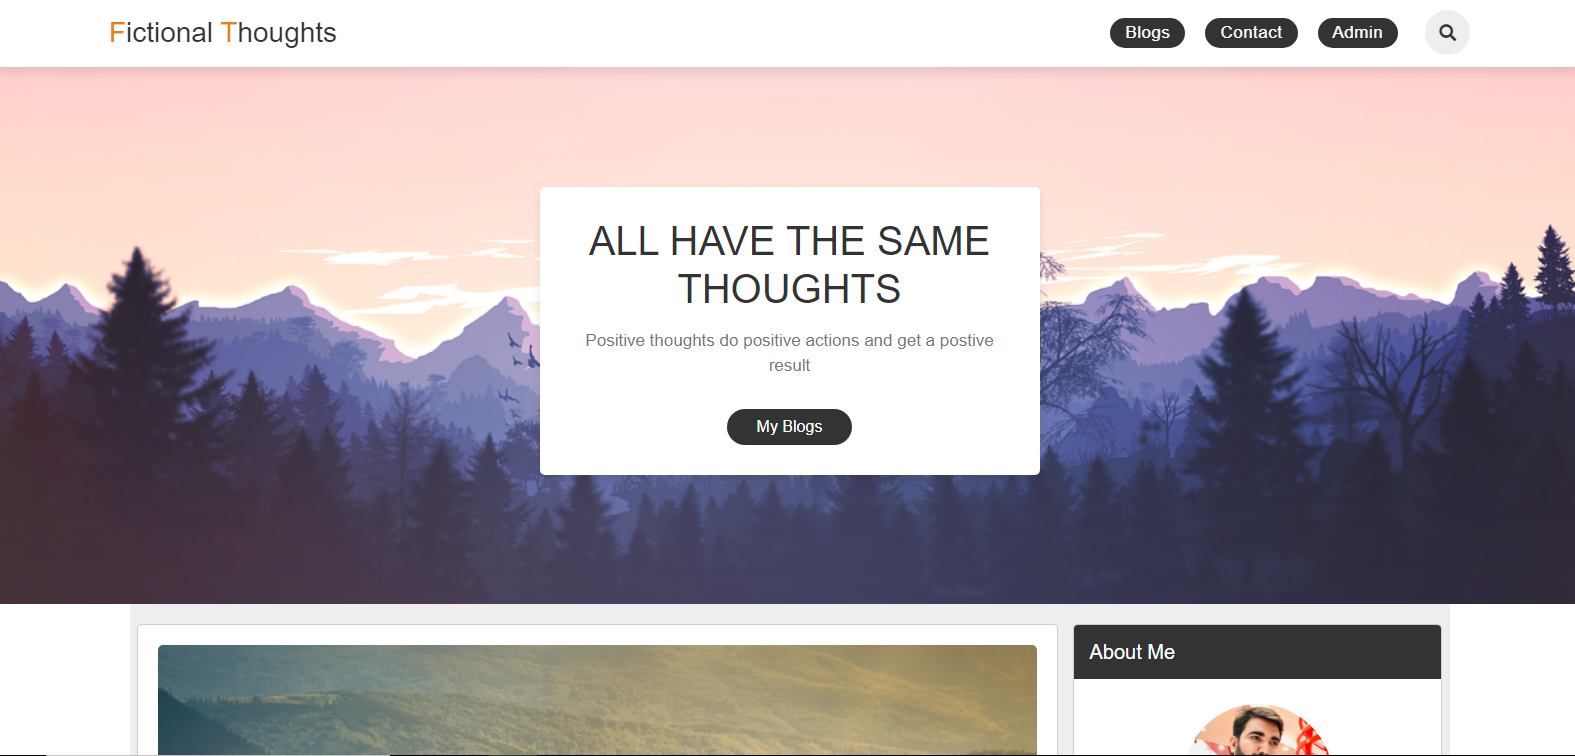 Fictional Thoughts
Blogs
Contact
Admin
ALL HAVE THE SAME
THOUGHTS
Positive thoughts do positive actions and get a postive
result
My Blogs
About Me